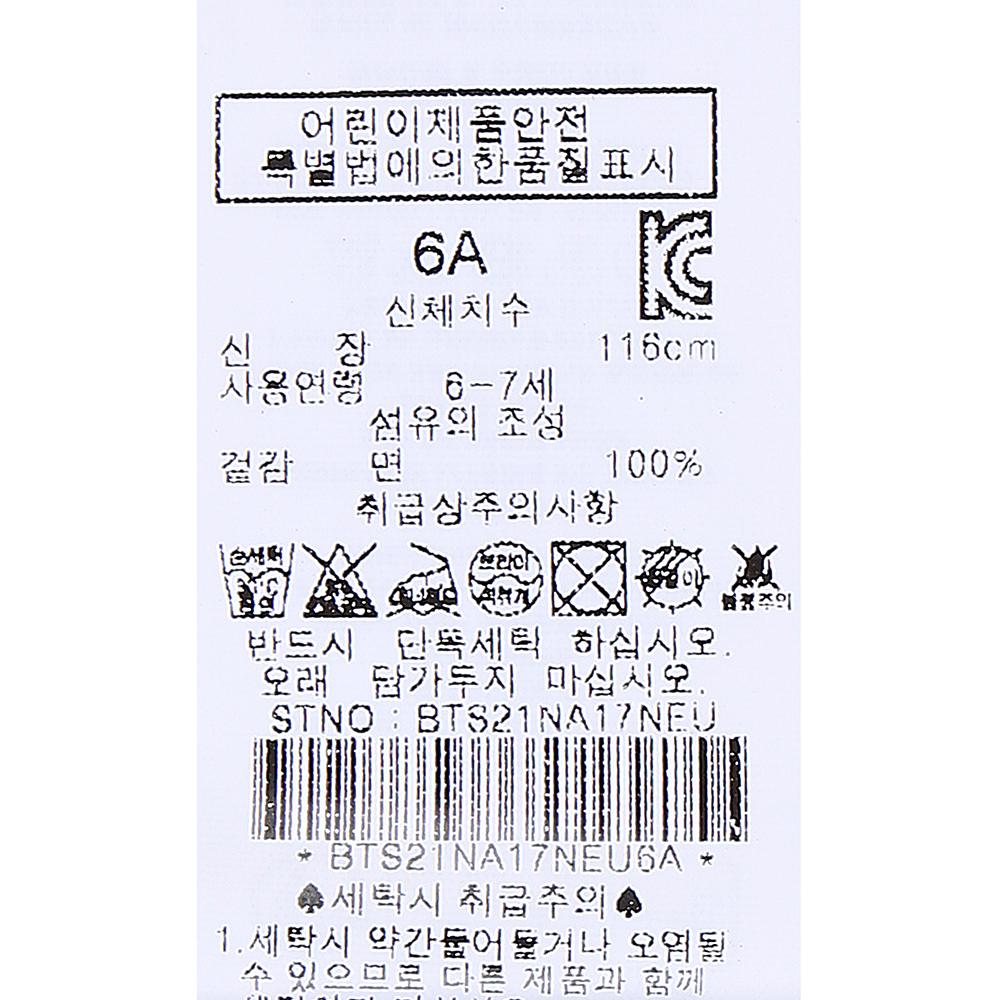 어린이제품안전
특별법에의한품질표시
6A
신체치수
신 장 116cm
사용연령 6-7세
섬유의 조성
겉감 면 100%
취급상주의사항
손세탁
반드시 단독세탁 하십시오.
오래 담가두지 마십시오.
STNO : BTS21NA17NEU
* BTS21NA17NEU6A *
♠세탁시 취급주의♠
1.세탁시 약간물어들거나 오염될
수 있으므로 다른 제품과 함께